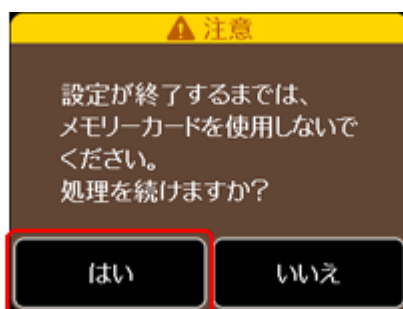 注意
設定が終了するまでは、
メモリーカードを使用しないで
ください。
処理を続けますか?
はい
いいえ